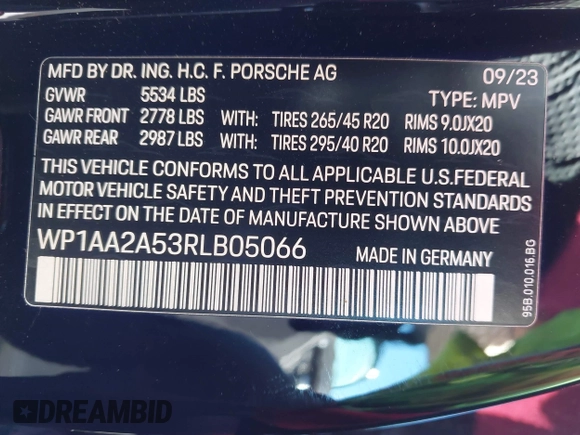 MFD BY DR. ING. H.C. F. PORSCHE AG 09/23
GVWR 5534 LBS TYPE: MPV
GAWR FRONT 2778 LBS WITH: TIRES 265/45 R20 RIMS 9.0JX20
GAWR REAR 2987 LBS WITH: TIRES 295/40 R20 RIMS 10.0JX20
THIS VEHICLE CONFORMS TO ALL APPLICABLE U.S.FEDERAL
MOTOR VEHICLE SAFETY AND THEFT PREVENTION STANDARDS
IN EFFECT ON THE DATE OF MANUFACTURE SHOWN ABOVE
WP1AA2A53RLB05066 MADE IN GERMANY
95B.010.016.BG
DREAMBID